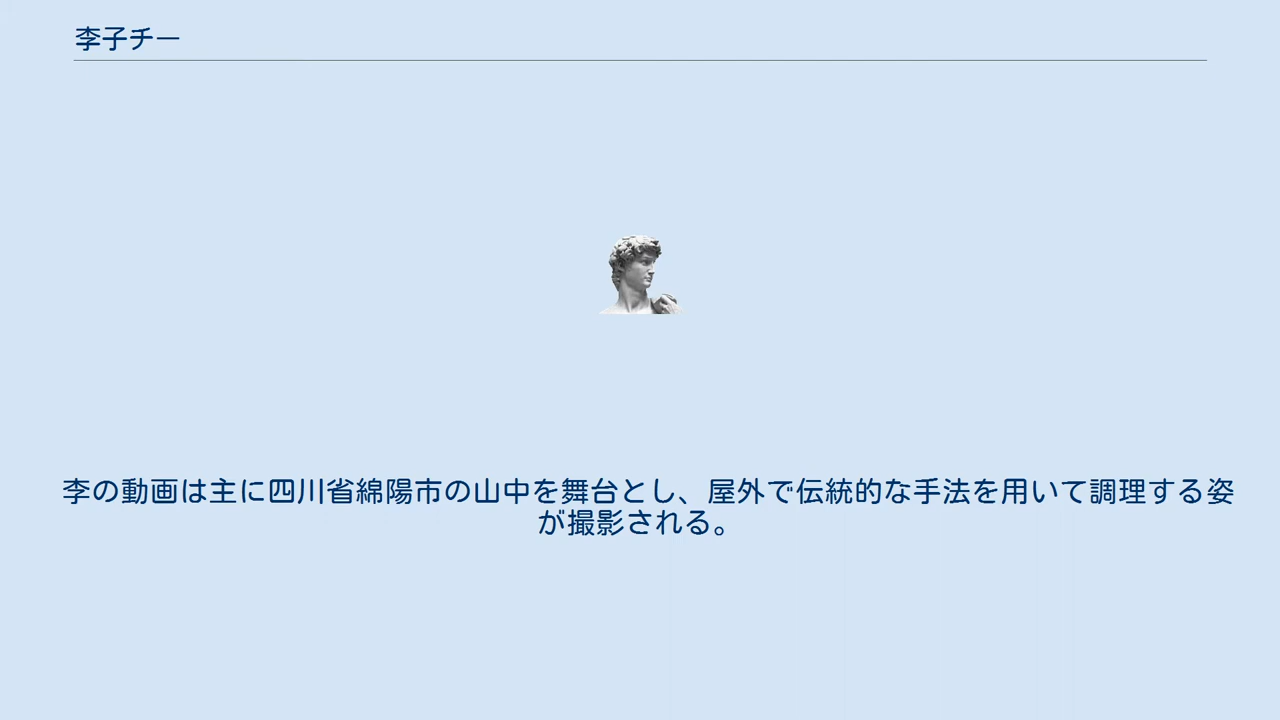 李子チー
李の動画は主に四川省綿陽市の山中を舞台とし、屋外で伝統的な手法を用いて調理する姿
が撮影される。